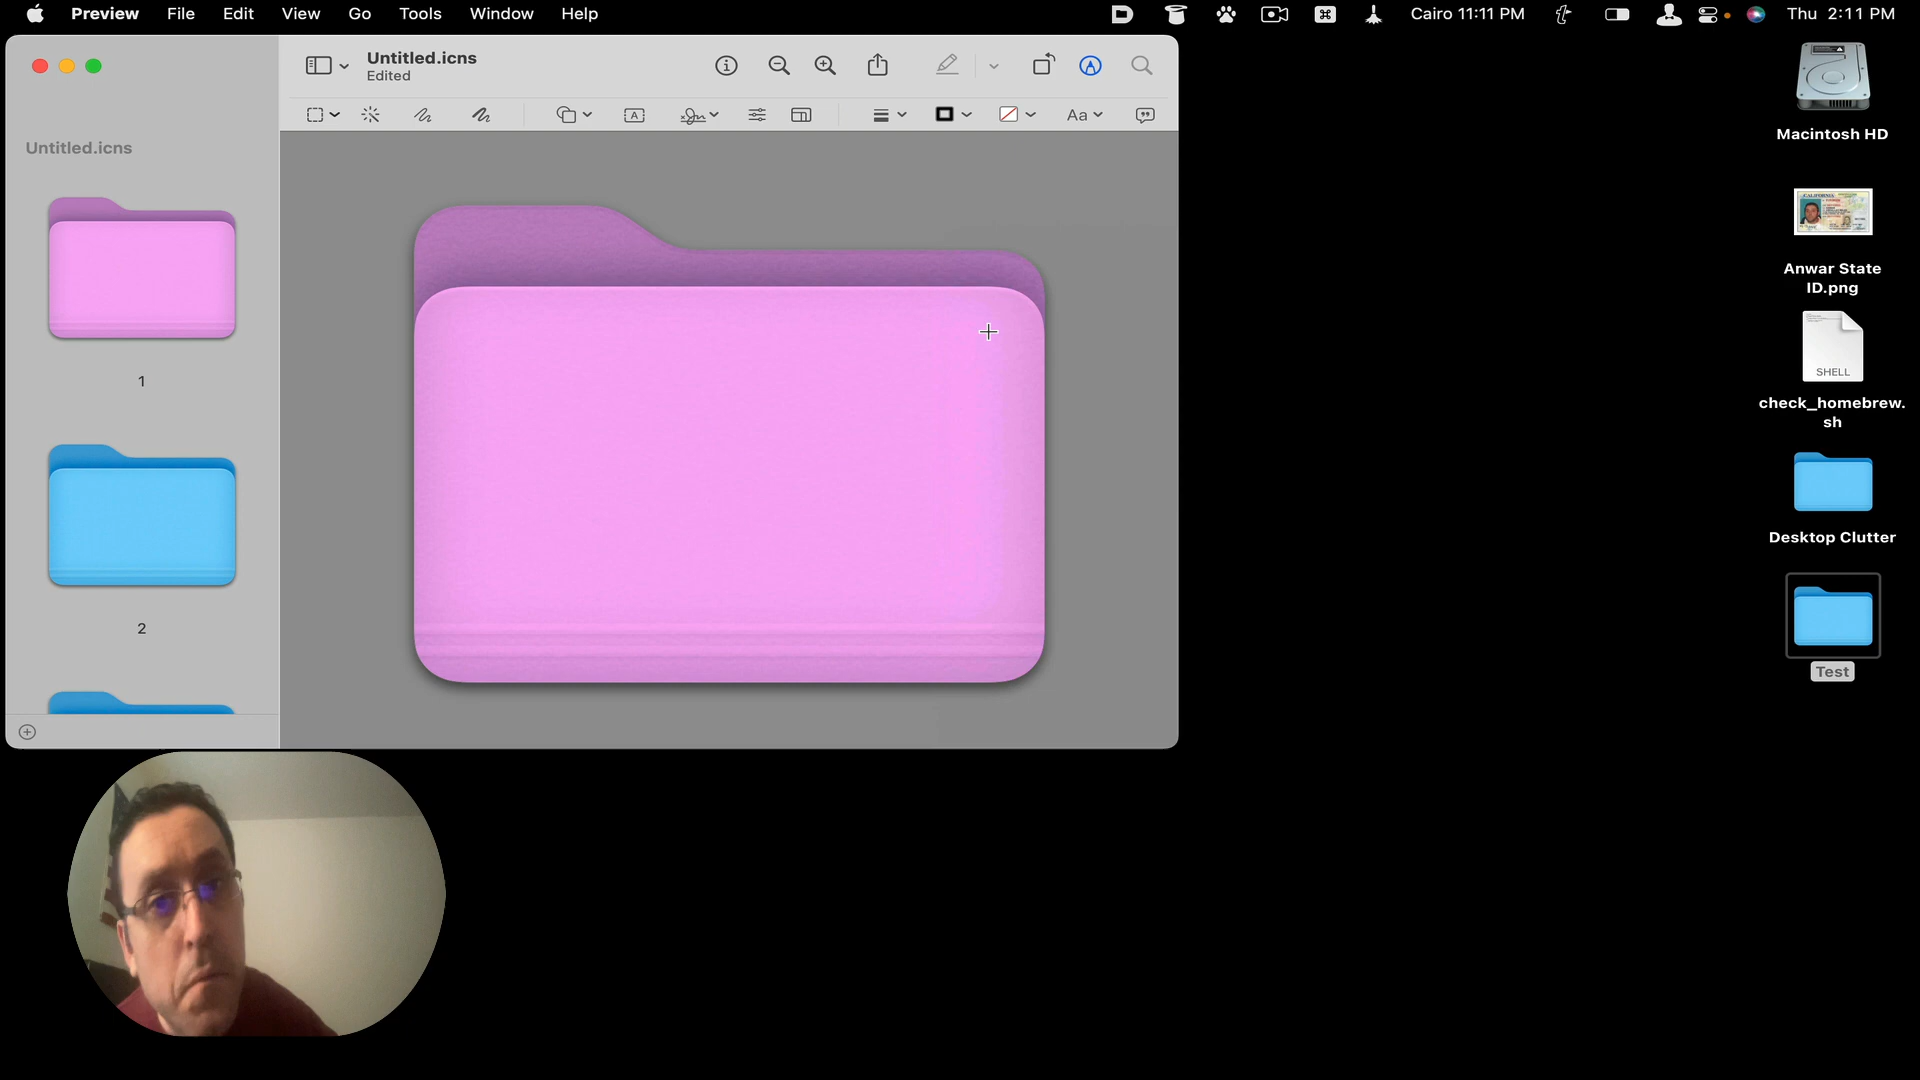 Preview File Edit View Go Tools Window Help Cairo 11:11 PM Thu 2:11 PM
Untitled.icns
Edited
A Aa
Untitled.icns
1
2
Macintosh HD
CALIFORNIA
Anwar State
ID.png
SHELL
check_homebrew.
sh
Desktop Clutter
Test